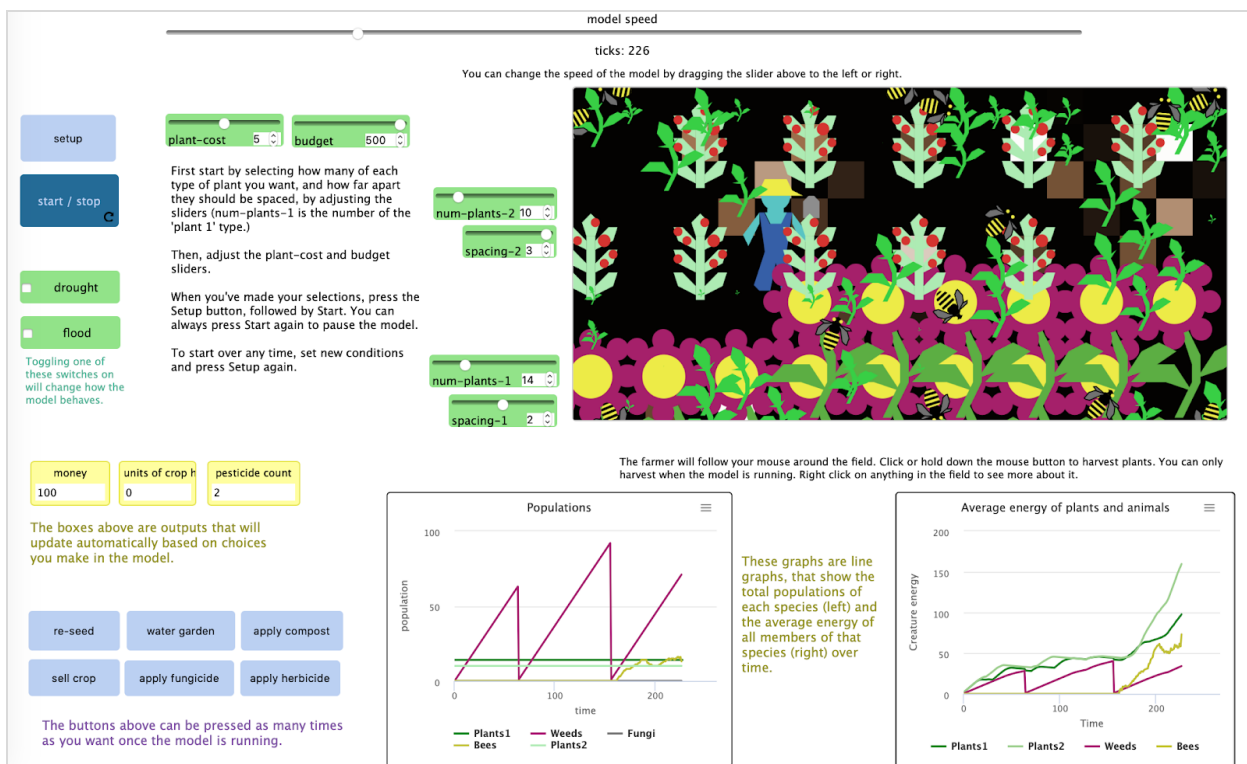 model speed
ticks: 226
You can change the speed of the model by dragging the slider above to the left or right.
setup
start / stop
plant-cost 5
budget 500
First start by selecting how many of each
type of plant you want, and how far apart
they should be spaced, by adjusting the
sliders (num-plants-1 is the number of the
'plant 1' type.)
Then, adjust the plant-cost and budget
sliders.
When you've made your selections, press the
Setup button, followed by Start. You can
always press Start again to pause the model.
To start over any time, set new conditions
and press Setup again.
num-plants-2 10
spacing-2 3
num-plants-1 14
spacing-1 2
drought
flood
Toggling one of
these switches on
will change how the
model behaves.
money
100
units of crop h
0
pesticide count
2
The boxes above are outputs that will
update automatically based on choices
you make in the model.
re-seed
water garden
apply compost
sell crop
apply fungicide
apply herbicide
The buttons above can be pressed as many times
as you want once the model is running.
The farmer will follow your mouse around the field. Click or hold down the mouse button to harvest plants. You can only
harvest when the model is running. Right click on anything in the field to see more about it.
Populations
population
100
50
0
0 100 200
time
Plants1 Weeds Fungi
Bees Plants2
These graphs are line
graphs, that show the
total populations of
each species (left) and
the average energy of
all members of that
species (right) over
time.
Average energy of plants and animals
Creature energy
200
150
100
50
0
0 100 200
Time
Plants1 Plants2 Weeds Bees